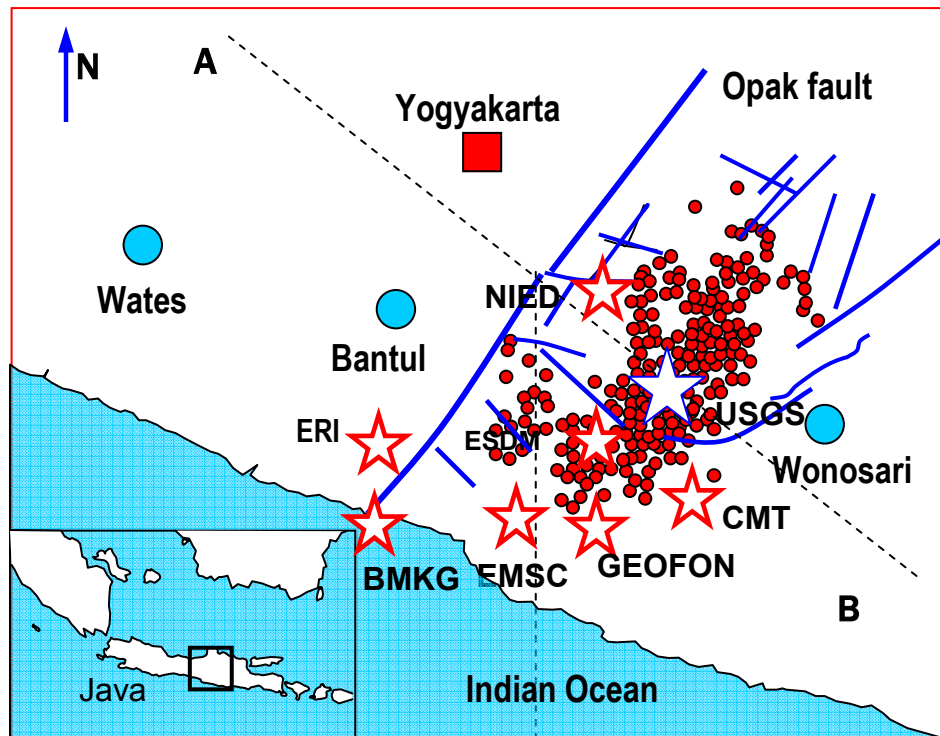 A
N
Yogyakarta
Opak fault
Wates
NIED
Bantul
ERI
ESDM
USGS
Wonosari
CMT
BMKG
EMSC
GEOFON
B
Java
Indian Ocean